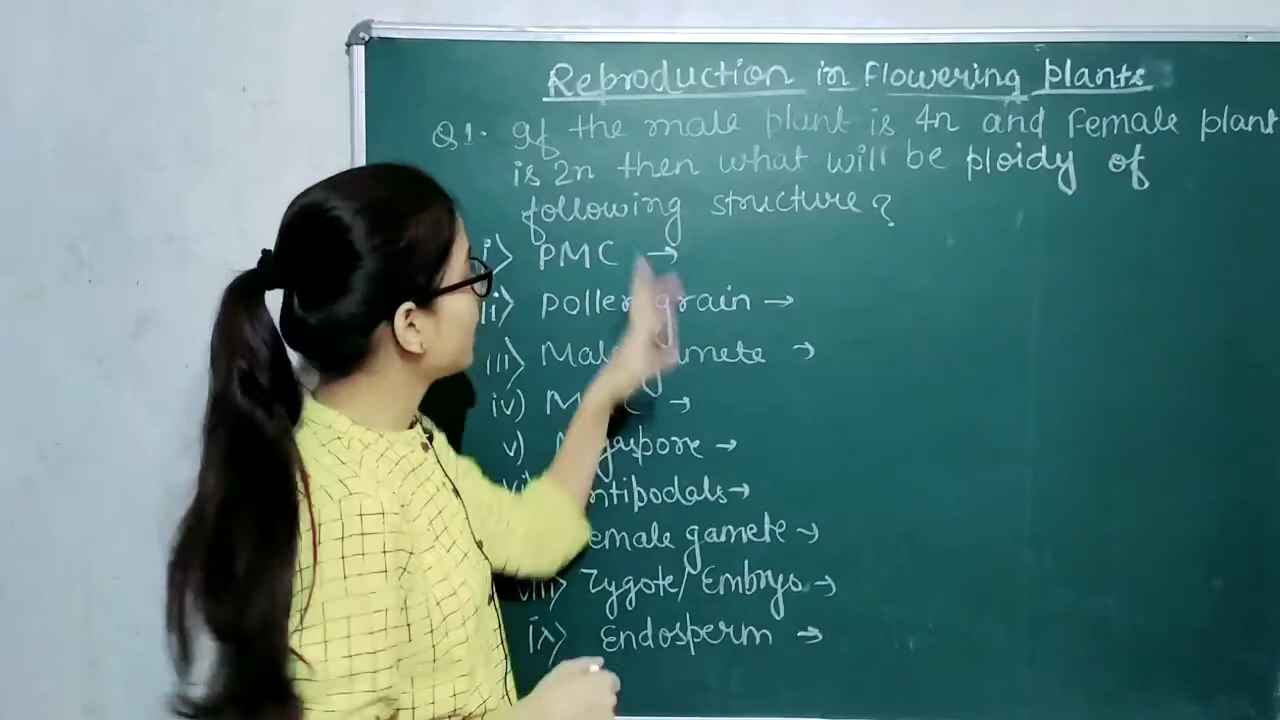 Reproduction in Flowering plants
Q1. If the male plant is 4n and Female plant
is 2n then what will be ploidy of
following structure?
i) PMC →
ii) pollen grain →
iii) Male gamete →
iv) →
v) →
→
gamete →
viii) Zygote/Embryo →
ix) Endosperm →